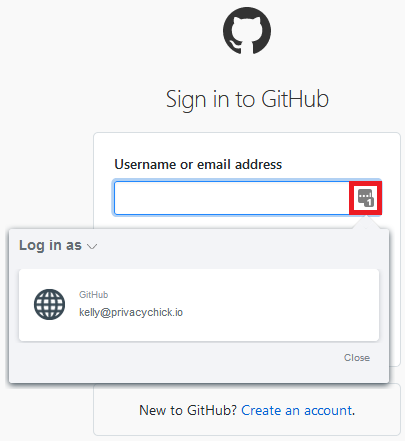 Sign in to GitHub
Username or email address
1
Log in as
GitHub
kelly@privacychick.io
Close
New to GitHub? Create an account.